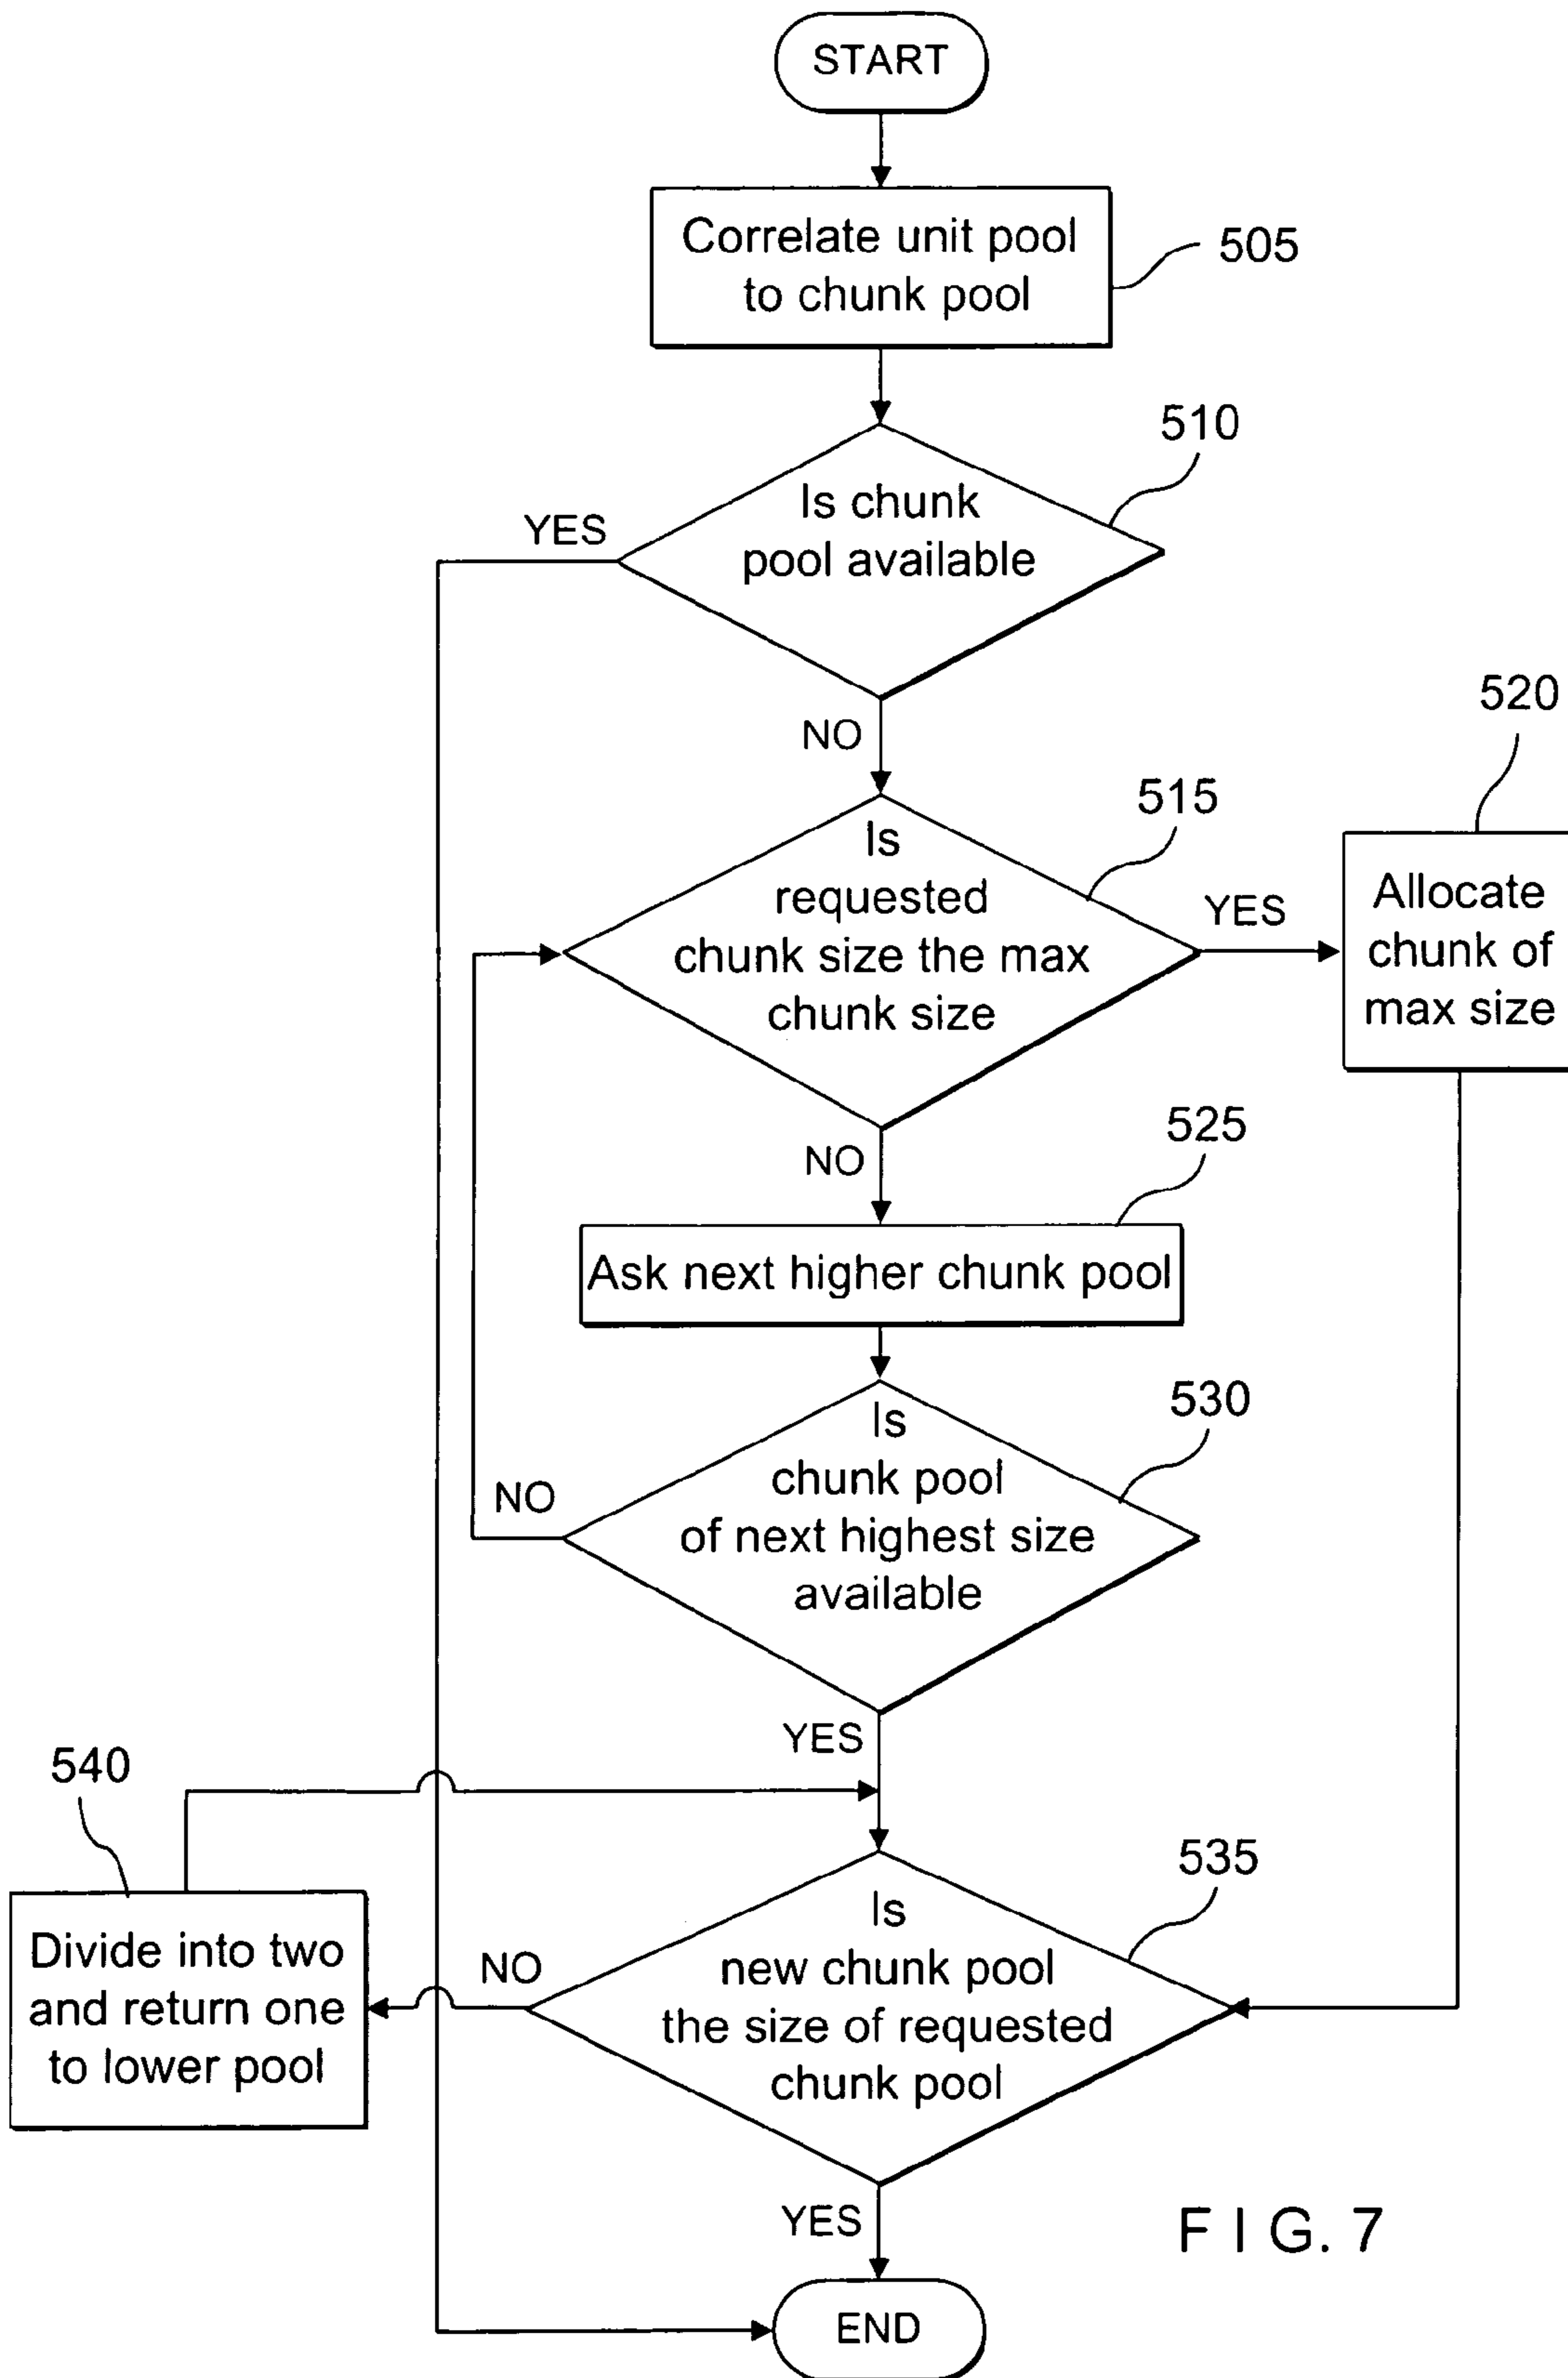 START
Correlate unit pool
to chunk pool
505
510
Is chunk
pool available
YES
NO
515
520
Is
requested
chunk size the max
chunk size
YES
Allocate
chunk of
max size
NO
525
Ask next higher chunk pool
530
Is
chunk pool
of next highest size
available
NO
YES
540
535
Divide into two
and return one
to lower pool
NO
Is
new chunk pool
the size of requested
chunk pool
YES
FIG. 7
END